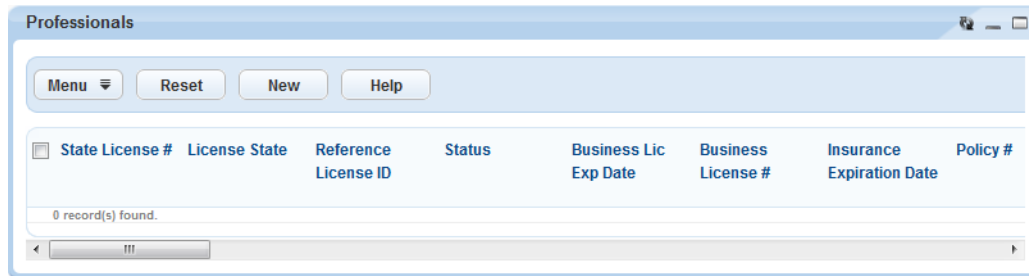 Professionals
Menu Reset New Help
State License # License State Reference License ID Status Business Lic Exp Date Business License # Insurance Expiration Date Policy #
0 record(s) found.